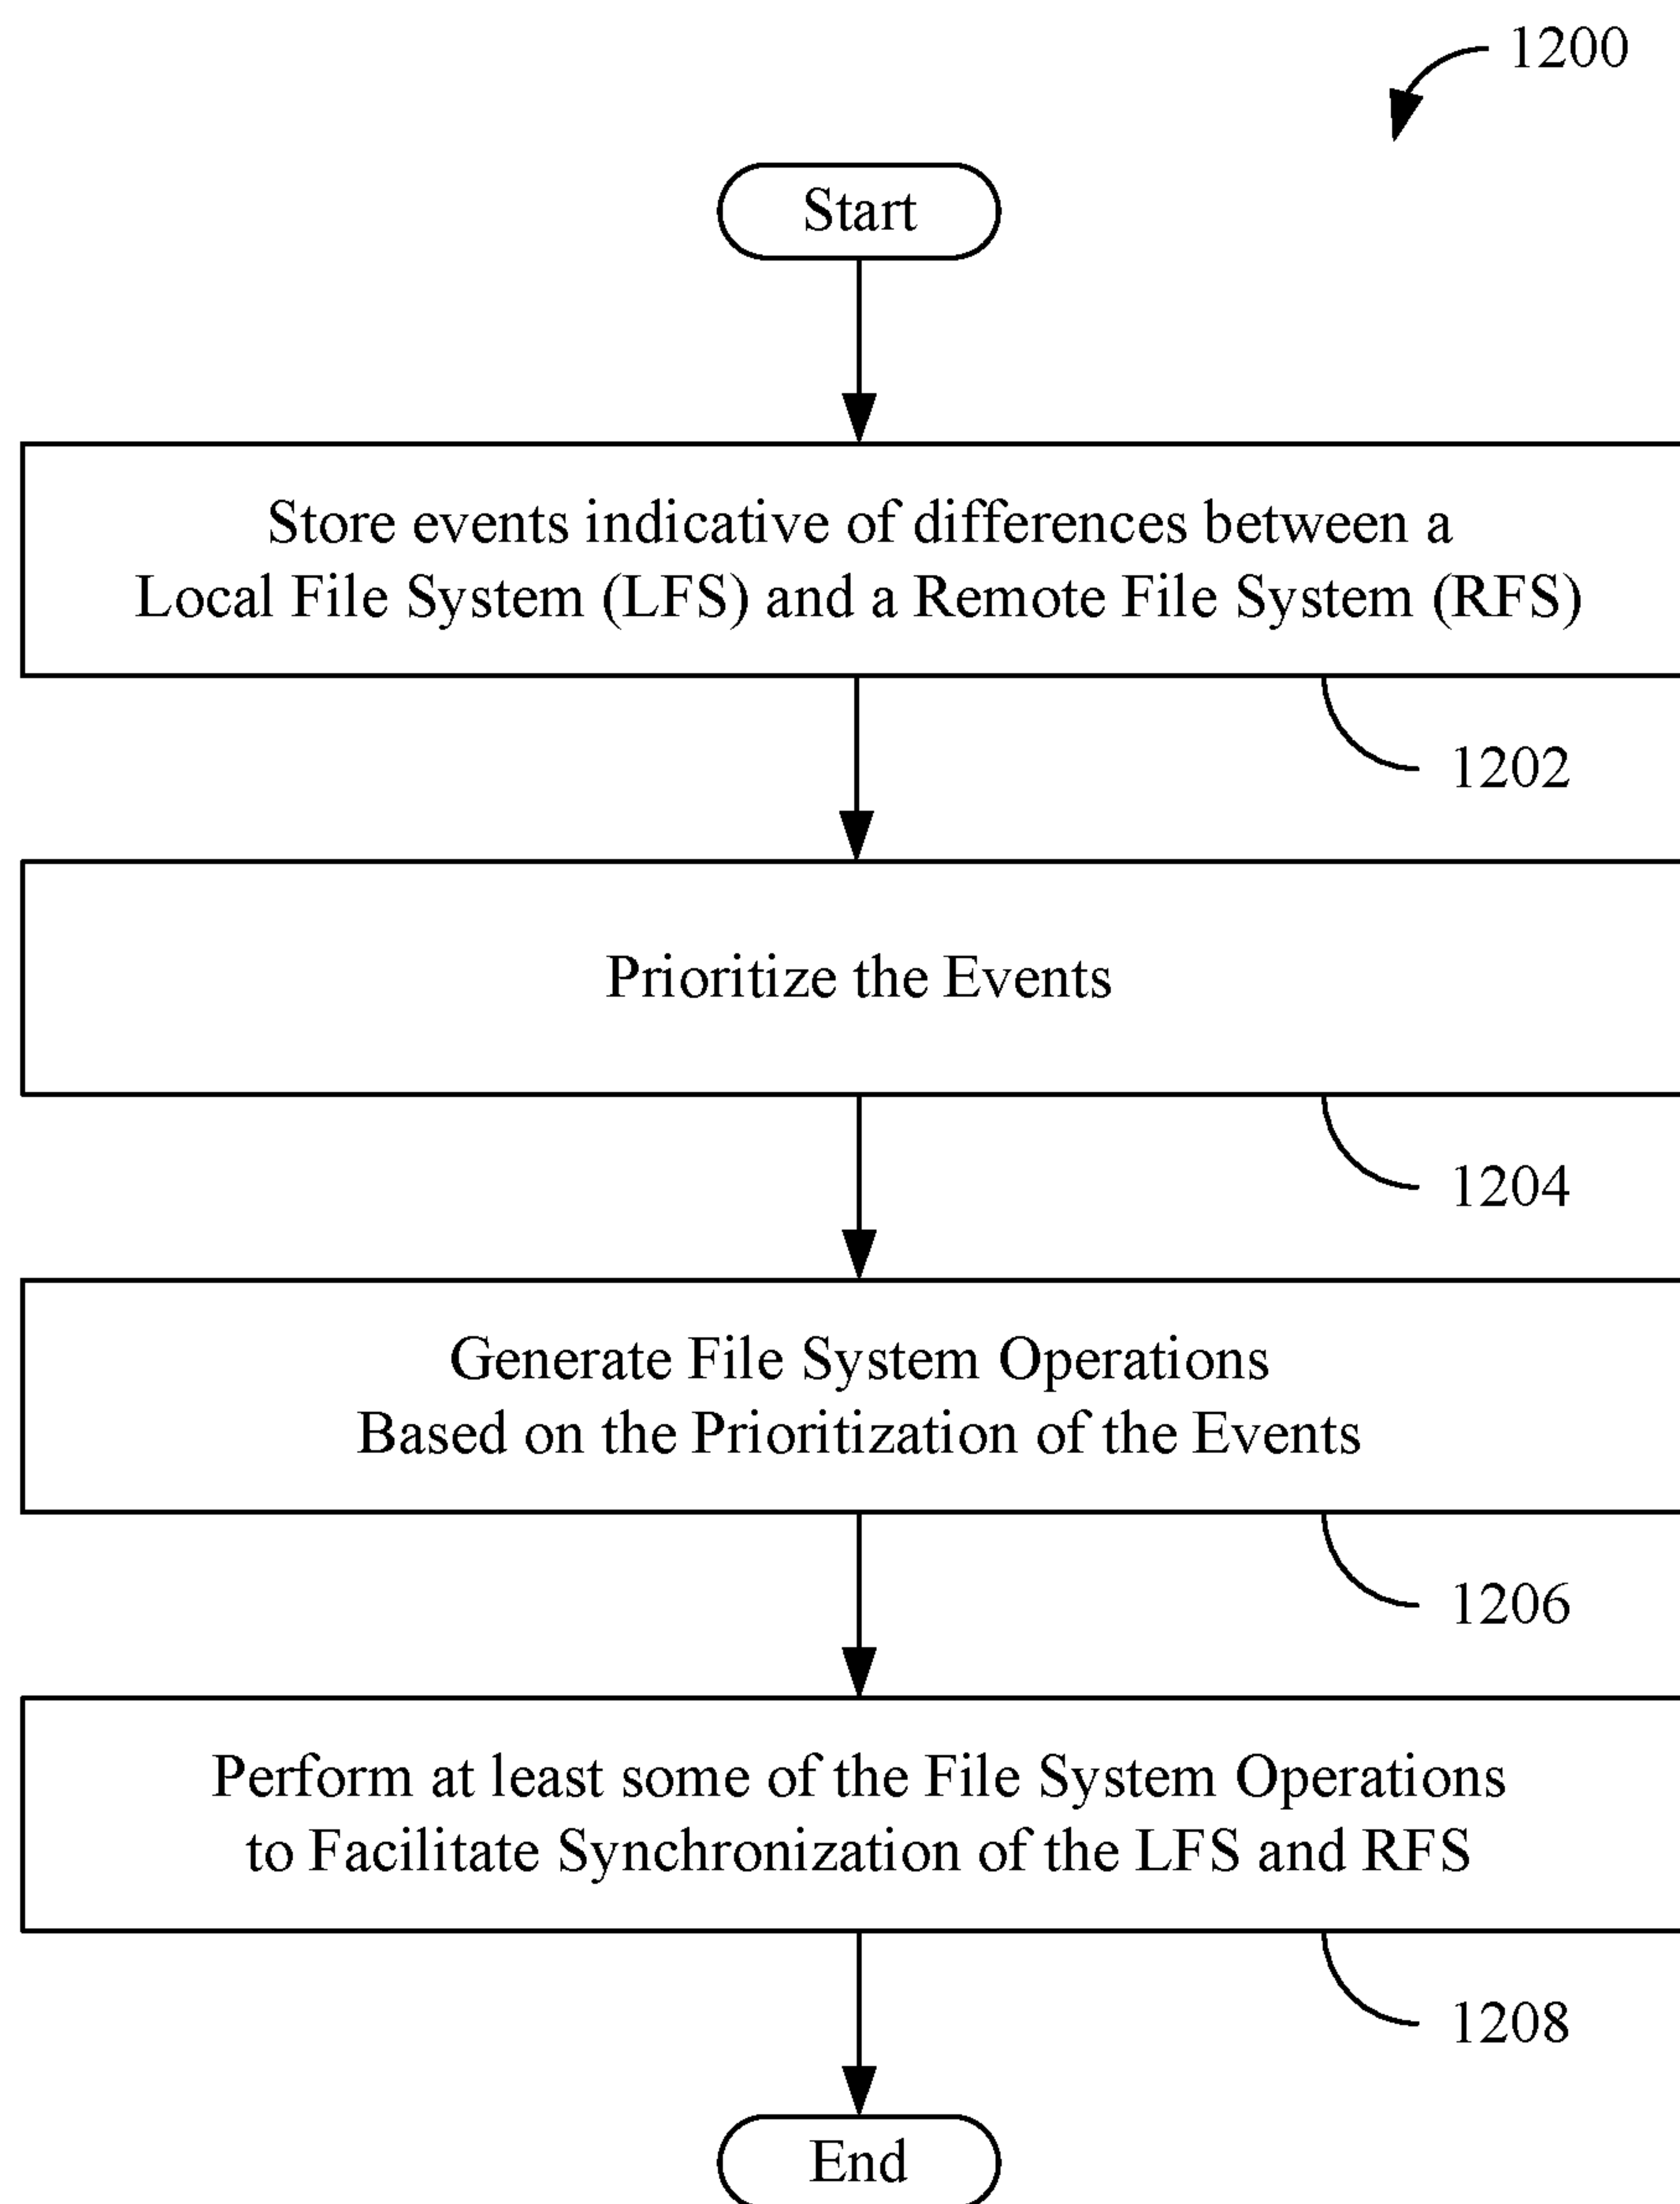 1200
Start
Store events indicative of differences between a
Local File System (LFS) and a Remote File System (RFS)
1202
Prioritize the Events
1204
Generate File System Operations
Based on the Prioritization of the Events
1206
Perform at least some of the File System Operations
to Facilitate Synchronization of the LFS and RFS
1208
End